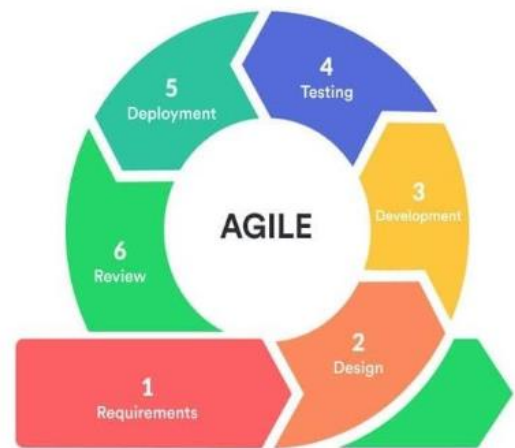 AGILE
1
Requirements
2
Design
3
Development
4
Testing
5
Deployment
6
Review